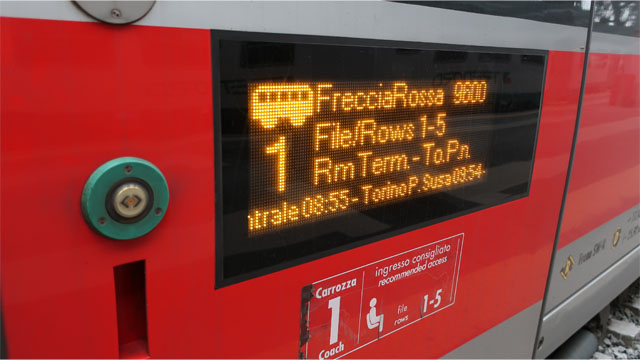 FrecciaRossa 9600
1
File/Rows 1-5
Rm Term. - To.P.n.
ntrale 08:55 - Torino P. Susa 09:54 -
Carrozza
1
Coach
ingresso consigliato
recommended access
file
rows
1-5